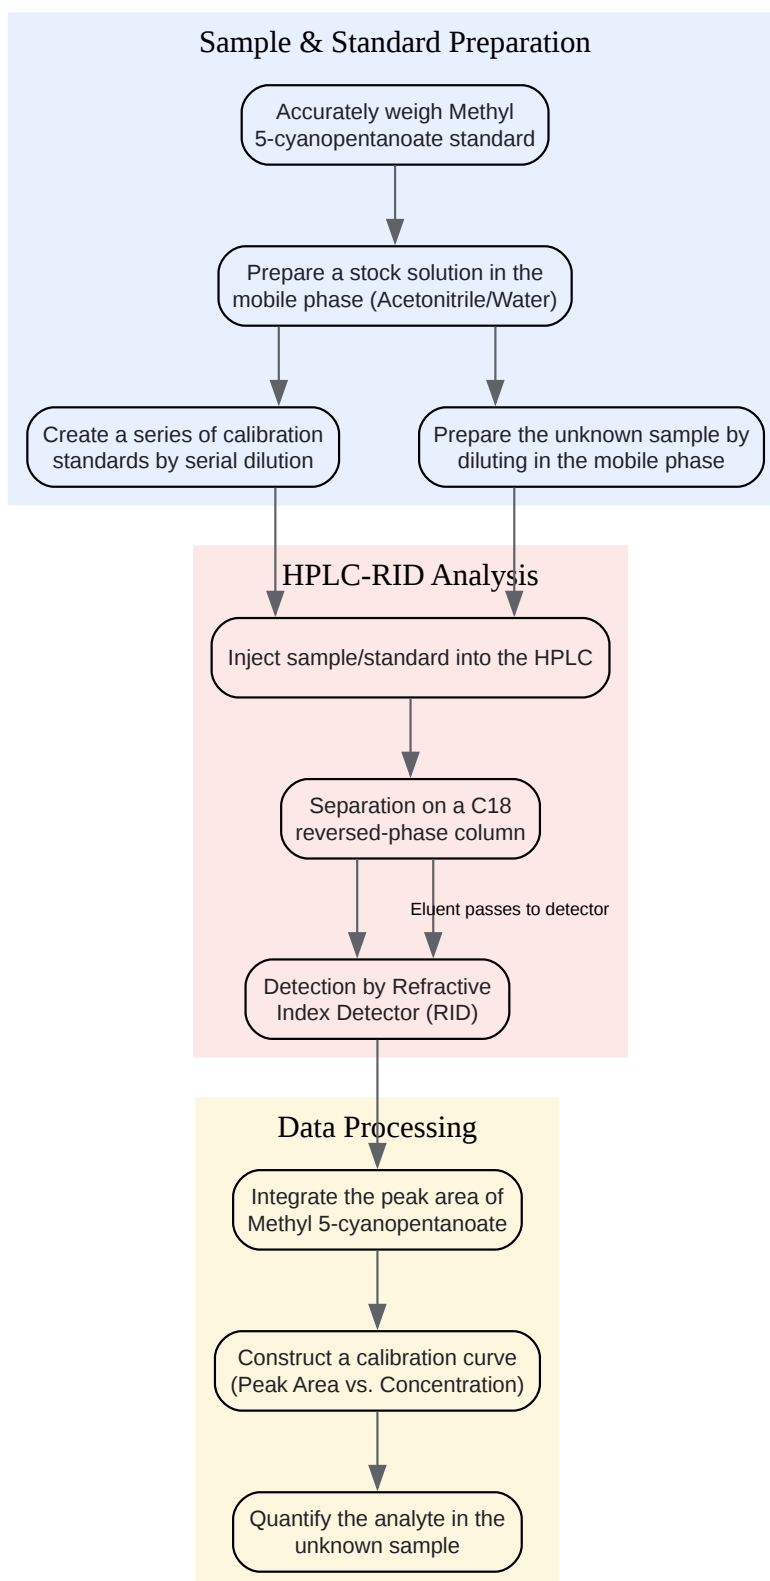 Sample & Standard Preparation
Accurately weigh Methyl
5-cyanopentanoate standard
Prepare a stock solution in the
mobile phase (Acetonitrile/Water)
Create a series of calibration
standards by serial dilution
Prepare the unknown sample by
diluting in the mobile phase
HPLC-RID Analysis
Inject sample/standard into the HPLC
Separation on a C18
reversed-phase column
Eluent passes to detector
Detection by Refractive
Index Detector (RID)
Data Processing
Integrate the peak area of
Methyl 5-cyanopentanoate
Construct a calibration curve
(Peak Area vs. Concentration)
Quantify the analyte in the
unknown sample